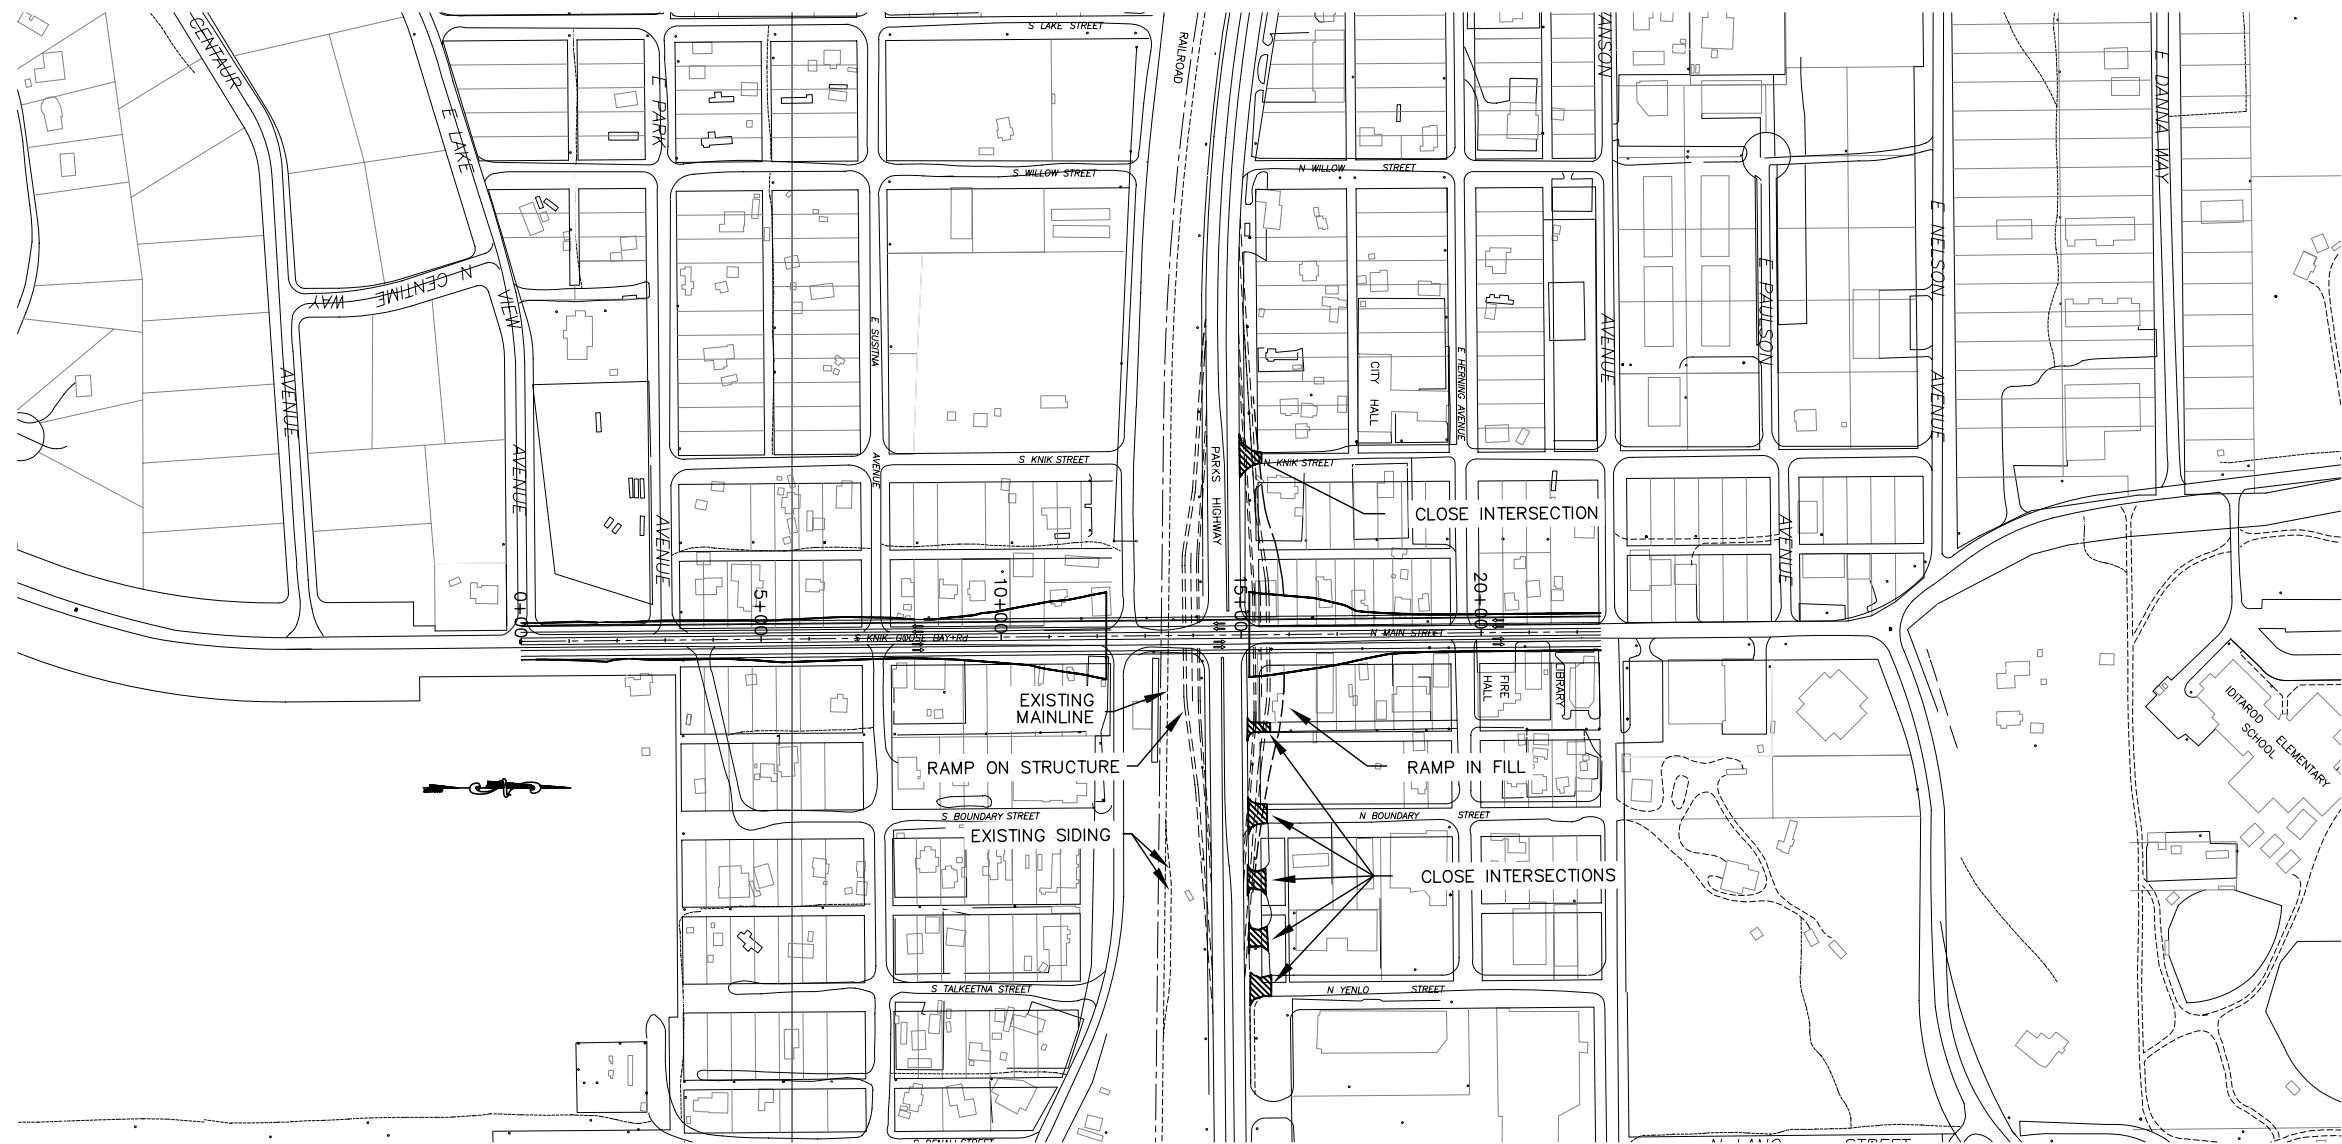 S LAKE STREET
CENTAUR
RAILROAD
E PARK
E LAKE
E DANNA WAY
S WILLOW STREET
N WILLOW STREET
N CENTIME WAY
VIEW
E SUSITNA
E NELSON
E PAULSON
AVENUE
CITY HALL
E HERNING AVENUE
AVENUE
AVENUE
AVENUE
AVENUE
S KNIK STREET
PARKS HIGHWAY
N KNIK STREET
CLOSE INTERSECTION
AVENUE
AVENUE
0+00
5+00
10+00
15+00
20+00
S KNIK-GOOSE BAY Rd
N MAIN STREET
EXISTING
MAINLINE
FIRE HALL
LIBRARY
IDITAROD
ELEMENTARY
SCHOOL
RAMP ON STRUCTURE
RAMP IN FILL
S BOUNDARY STREET
N BOUNDARY STREET
EXISTING SIDING
CLOSE INTERSECTIONS
S TALKEETNA STREET
N YENLO STREET